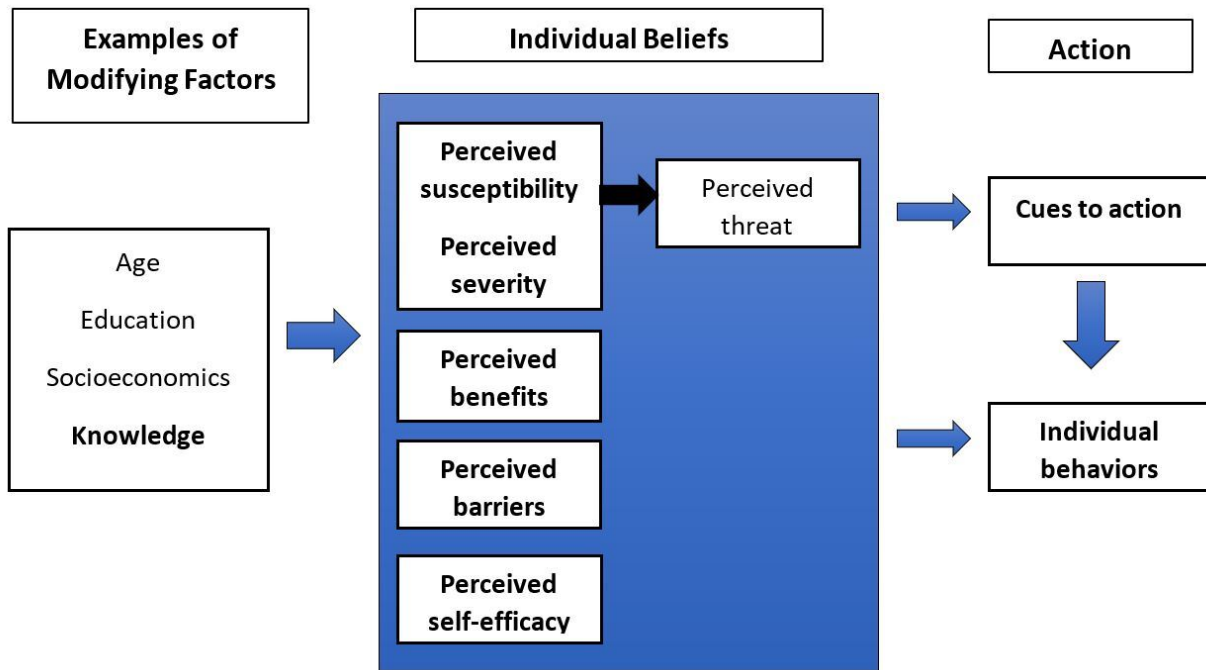 Examples of
Modifying Factors
Individual Beliefs
Action
Age
Education
Socioeconomics
Knowledge
Perceived
susceptibility
Perceived
severity
Perceived
threat
Perceived
benefits
Perceived
barriers
Perceived
self-efficacy
Cues to action
Individual
behaviors